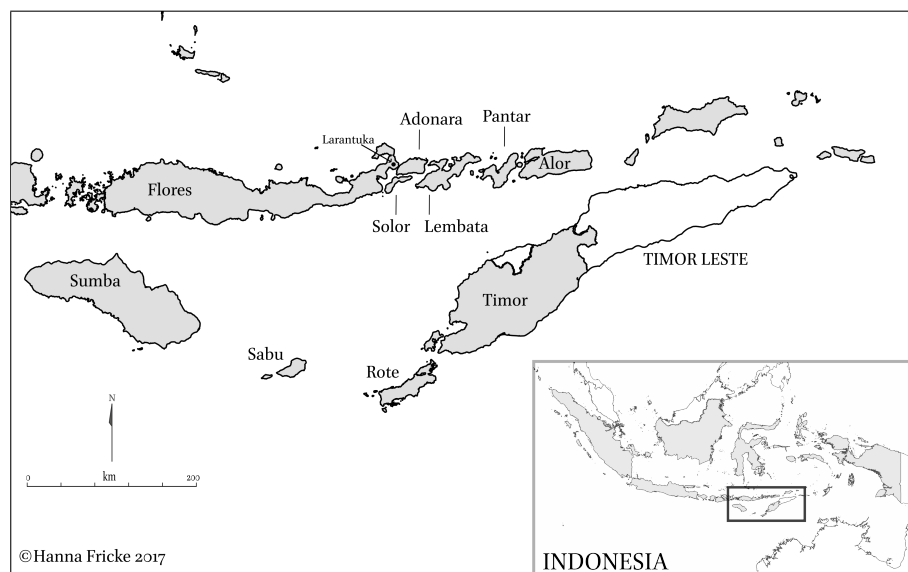 Adonara
Pantar
Larantuka
Alor
Flores
Solor
Lembata
TIMOR LESTE
Sumba
Timor
Sabu
Rote
N
0
km
200
©Hanna Fricke 2017
INDONESIA